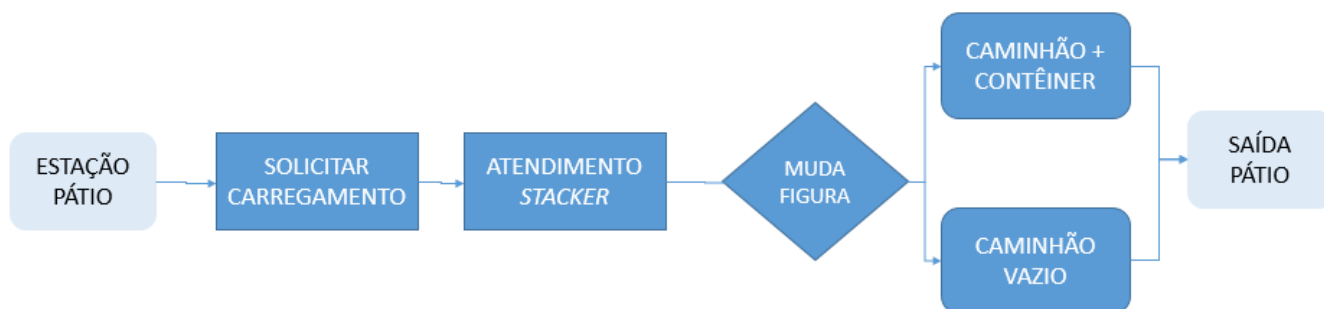 ESTAÇÃO
PÁTIO
SOLICITAR
CARREGAMENTO
ATENDIMENTO
STACKER
MUDA
FIGURA
CAMINHÃO +
CONTÊINER
CAMINHÃO
VAZIO
SAÍDA
PÁTIO